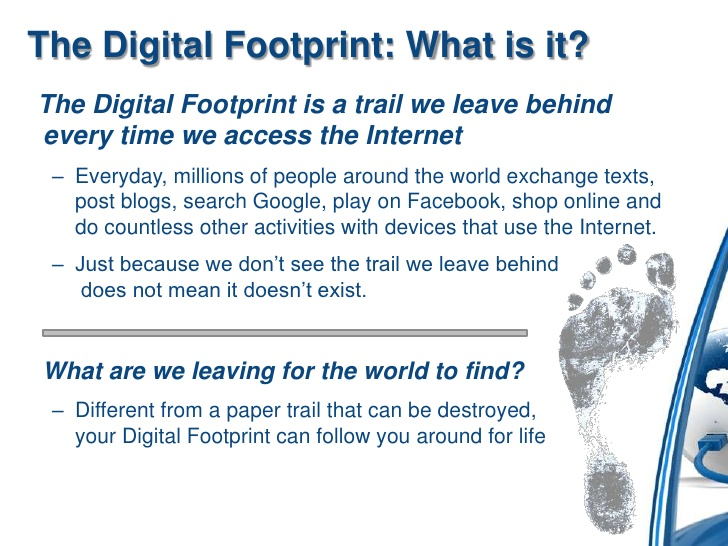 The Digital Footprint: What is it?
The Digital Footprint is a trail we leave behind
every time we access the Internet
– Everyday, millions of people around the world exchange texts,
post blogs, search Google, play on Facebook, shop online and
do countless other activities with devices that use the Internet.
– Just because we don’t see the trail we leave behind
does not mean it doesn’t exist.
What are we leaving for the world to find?
– Different from a paper trail that can be destroyed,
your Digital Footprint can follow you around for life